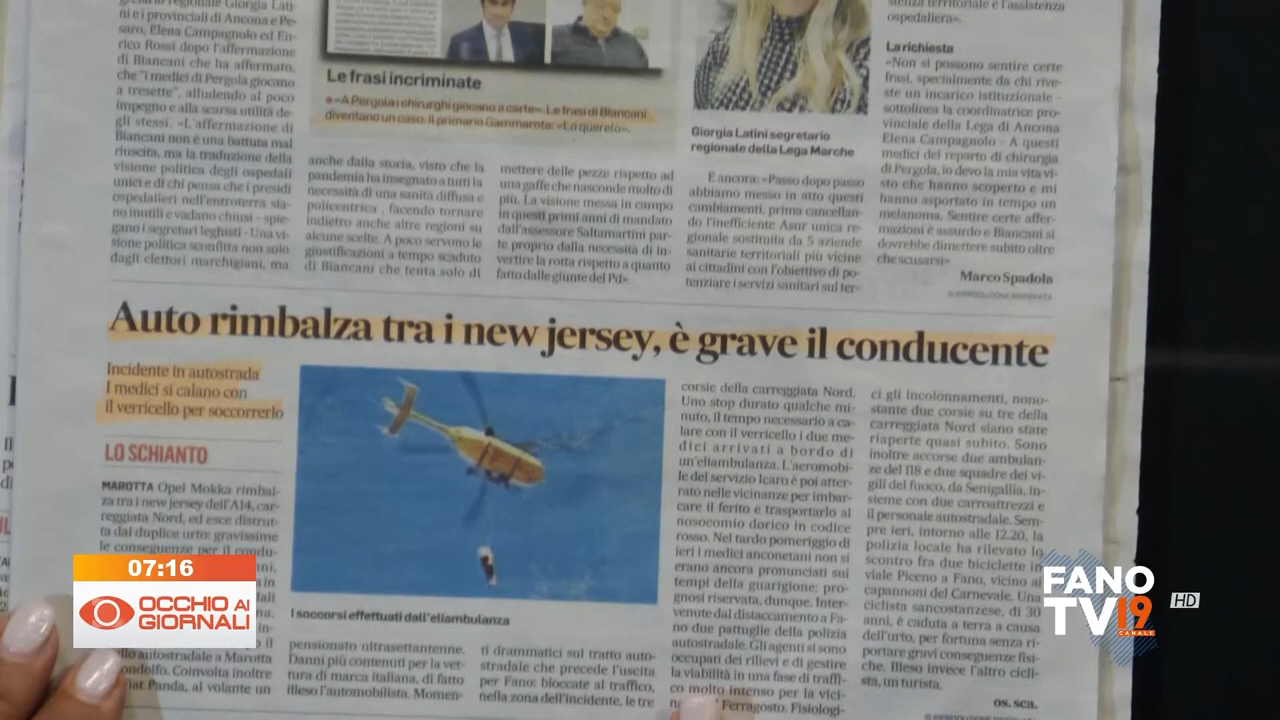 gretario regionale Giorgia Lati-
ni e i provinciali di Ancona e Pe-
saro, Elena Campagnolo ed En-
rico Rossi dopo l'affermazione
di Biancani che ha affermato,
che "i medici di Pergola giocano
a tresette", alludendo al poco
impegno e alla scarsa utilità de-
gli stessi. «L'affermazione di
Biancani non è una battuta mal
riuscita, ma la traduzione della
visione politica degli ospedali
unici e di chi pensa che i presidi
ospedalieri nell'entroterra sia-
no inutili e vadano chiusi - spie-
gano i segretari leghisti - Una vi-
sione politica sconfitta non solo
dagli elettori marchigiani, ma
Le frasi incriminate
«A Pergola i chirurghi giocano a carte». Le frasi di Biancani
diventano un caso. Il primario Gammarota: «Lo querelo».
anche dalla storia, visto che la
pandemia ha insegnato a tutti la
necessità di una sanità diffusa e
policentrica, facendo tornare
indietro anche altre regioni su
alcune scelte. A poco servono le
giustificazioni a tempo scaduto
di Biancani che tenta solo di
mettere delle pezze rispetto ad
una gaffe che nasconde molto di
più. La visione messa in campo
in questi primi anni di mandato
dall'assessore Saltamartini par-
te proprio dalla necessità di in-
vertire la rotta rispetto a quanto
fatto dalle giunte del Pd».
Giorgia Latini segretario
regionale della Lega Marche
E ancora: «Passo dopo passo
abbiamo messo in atto questi
cambiamenti, prima cancellan-
do l'inefficiente Asur unica re-
gionale sostituita da 5 aziende
sanitarie territoriali più vicine
ai cittadini con l'obiettivo di po-
tenziare i servizi sanitari sul ter-
stenza territoriale e l'assistenza
ospedaliera».
La richiesta
«Non si possono sentire certe
frasi, specialmente da chi rive-
ste un incarico istituzionale -
sottolinea la coordinatrice pro-
vinciale della Lega di Ancona
Elena Campagnolo - A questi
medici del reparto di chirurgia
di Pergola, io devo la mia vita vi-
sto che hanno scoperto e mi
hanno asportato in tempo un
melanoma. Sentire certe affer-
mazioni è assurdo e Biancani si
dovrebbe dimettere subito oltre
che scusarsi»
Marco Spadola
© RIPRODUZIONE RISERVATA
Auto rimbalza tra i new jersey, è grave il conducente
Incidente in autostrada
I medici si calano con
il verricello per soccorrerlo
LO SCHIANTO
MAROTTA Opel Mokka rimbal-
za tra i new jersey dell'A14, car-
reggiata Nord, ed esce distrut-
ta dal duplice urto: gravissime
le conseguenze per il condu-
llo autostradale a Marotta
ondolfo. Coinvolta inoltre
iat Panda, al volante un
I soccorsi effettuati dall'eliambulanza
pensionato ultrasettantenne.
Danni più contenuti per la vet-
tura di marca italiana, di fatto
illeso l'automobilista. Momen-
ti drammatici sul tratto auto-
stradale che precede l'uscita
per Fano: bloccate al traffico,
nella zona dell'incidente, le tre
corsie della carreggiata Nord.
Uno stop durato qualche mi-
nuto, il tempo necessario a ca-
lare con il verricello i due me-
dici arrivati a bordo di
un'eliambulanza. L'aeromobi-
le del servizio Icaro è poi atter-
rato nelle vicinanze per imbar-
care il ferito e trasportarlo al
nosocomio dorico in codice
rosso. Nel tardo pomeriggio di
ieri i medici anconetani non si
erano ancora pronunciati sui
tempi della guarigione: pro-
gnosi riservata, dunque. Inter-
venute dal distaccamento a Fa-
no due pattuglie della polizia
autostradale. Gli agenti si sono
occupati dei rilievi e di gestire
la viabilità in una fase di traffi-
co molto intenso per la vici-
Ferragosto. Fisiologi-
ci gli incolonnamenti, nono-
stante due corsie su tre della
carreggiata Nord siano state
riaperte quasi subito. Sono
inoltre accorse due ambulan-
ze del 118 e due squadre dei vi-
gili del fuoco, da Senigallia, in-
sieme con due carroattrezzi e
il personale autostradale. Sem-
pre ieri, intorno alle 12.20, la
polizia locale ha rilevato lo
scontro fra due biciclette in
viale Piceno a Fano, vicino ai
capannoni del Carnevale. Una
ciclista sancostanzese, di 30
anni, è caduta a terra a causa
dell'urto, per fortuna senza ri-
portare gravi conseguenze fisi-
che. Illeso invece l'altro cicli-
sta, un turista.
os. sca.
07:16
OCCHIO AI
GIORNALI
FANO
TV19
CANALE
HD